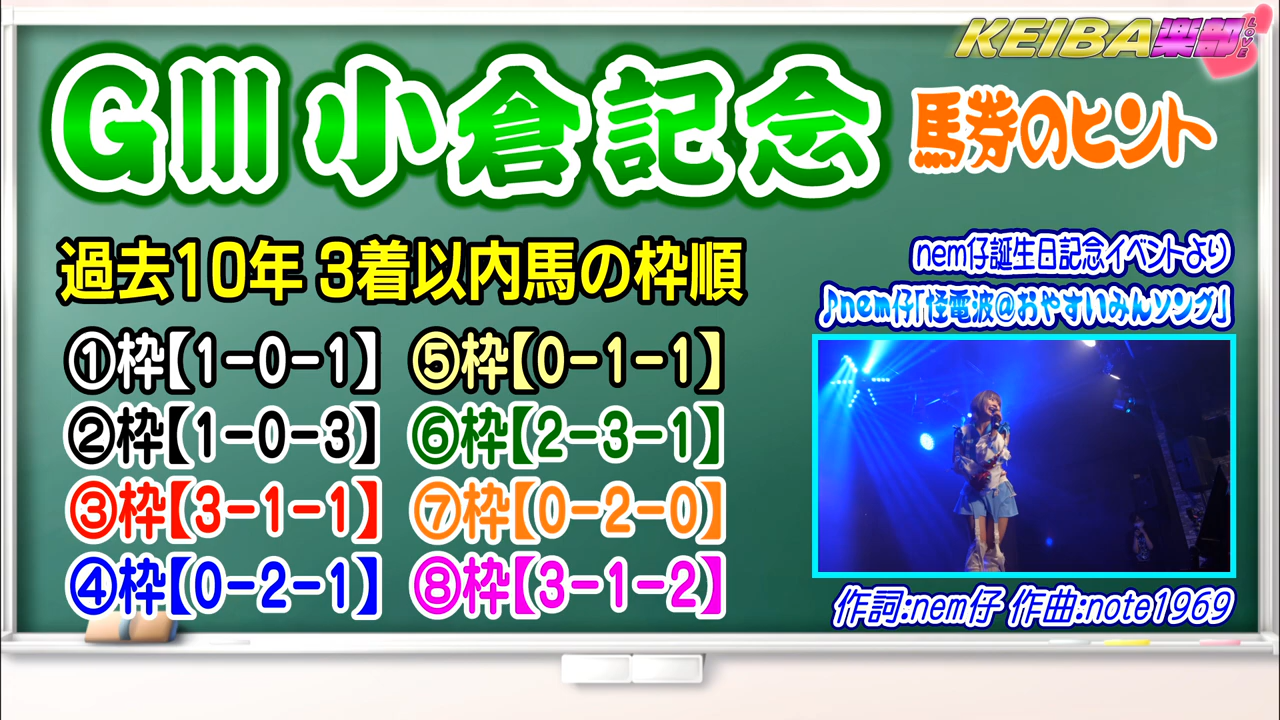 KEIBA楽部 LOVE
GIII 小倉記念 馬券のヒント
過去10年 3着以内馬の枠順
①枠【1-0-1】 ⑤枠【0-1-1】
②枠【1-0-3】 ⑥枠【2-3-1】
③枠【3-1-1】 ⑦枠【0-2-0】
④枠【0-2-1】 ⑧枠【3-1-2】
nem仔誕生日記念イベントより
♪nem仔「怪電波@おやすいみんソング」
作詞:nem仔 作曲:note1969